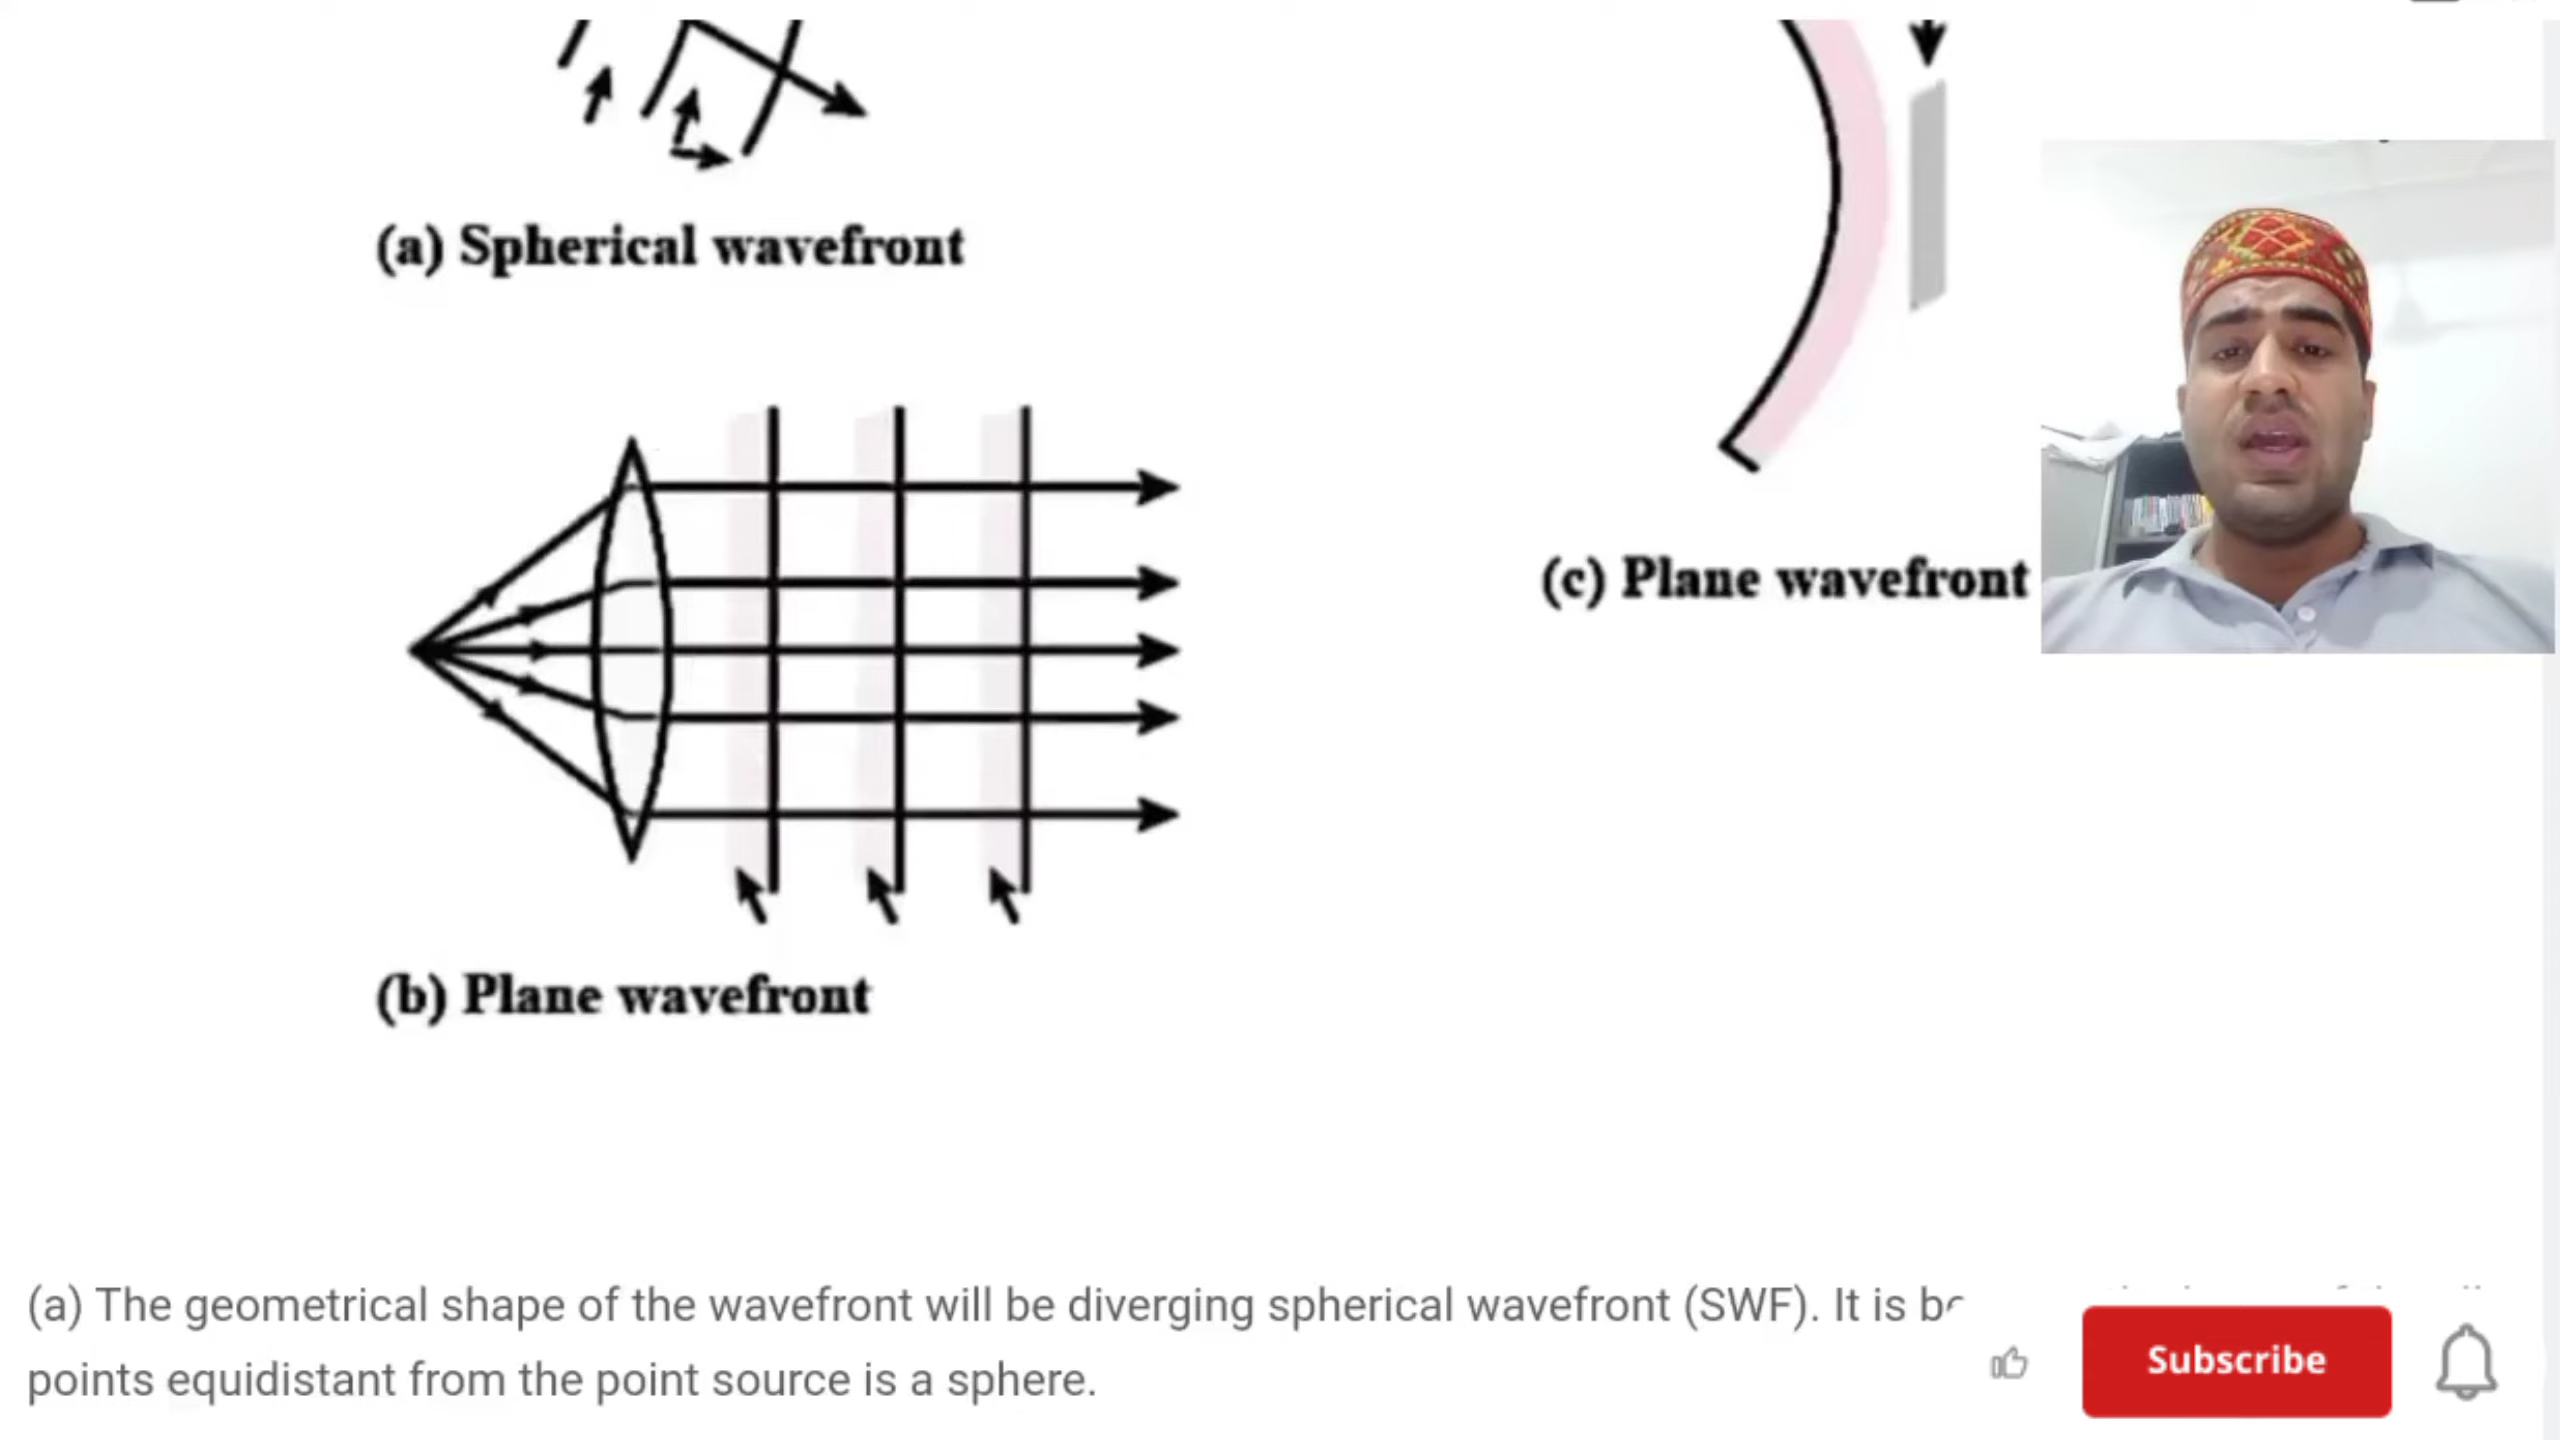 (a) Spherical wavefront
(c) Plane wavefront
(b) Plane wavefront
(a) The geometrical shape of the wavefront will be diverging spherical wavefront (SWF). It is
points equidistant from the point source is a sphere.
Subscribe